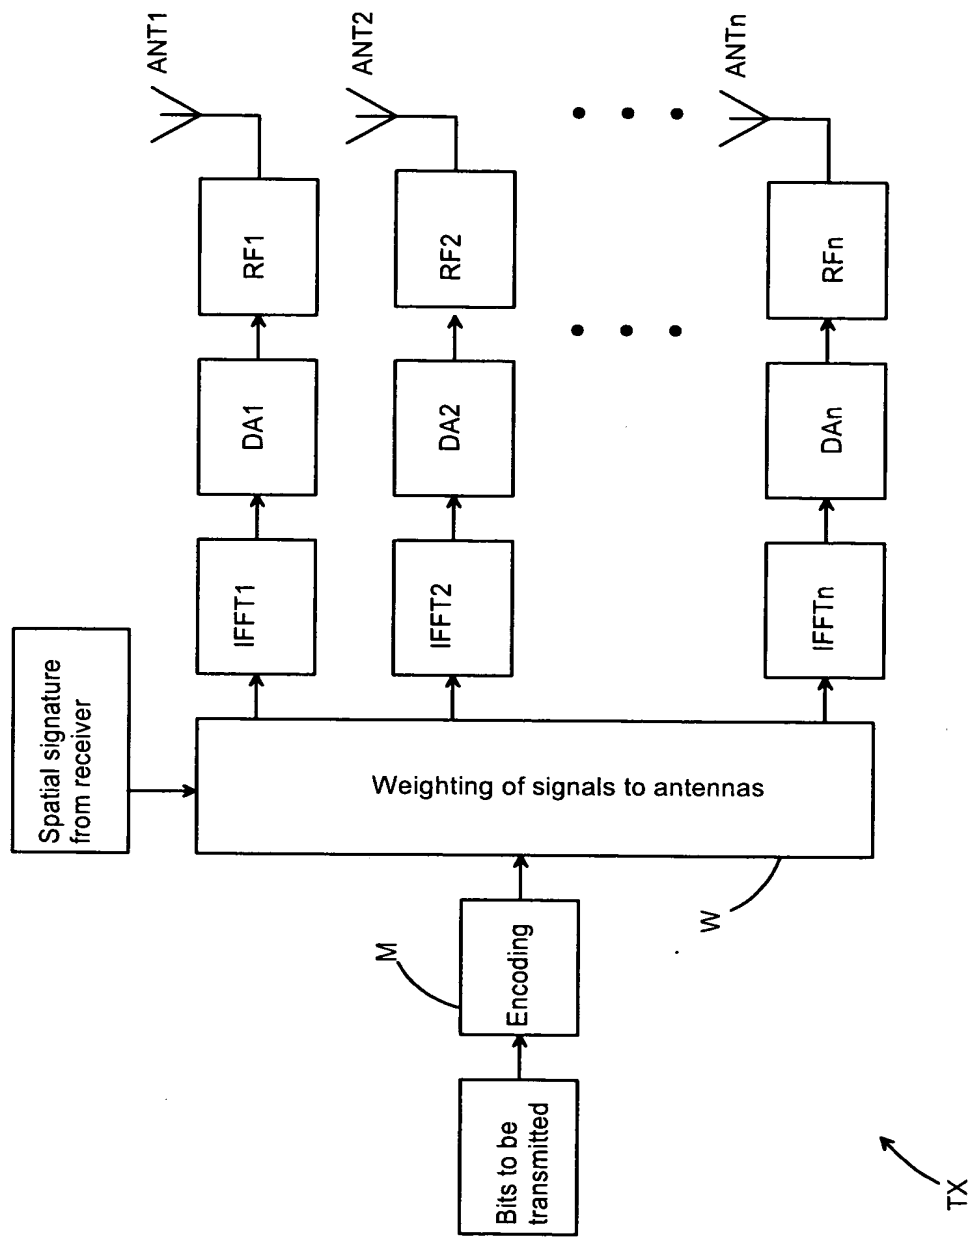 Spatial signature
from receiver
Bits to be
transmitted
M
Encoding
W
Weighting of signals to antennas
IFFT1
DA1
RF1
ANT1
IFFT2
DA2
RF2
ANT2
IFFTn
DAn
RFn
ANTn
TX